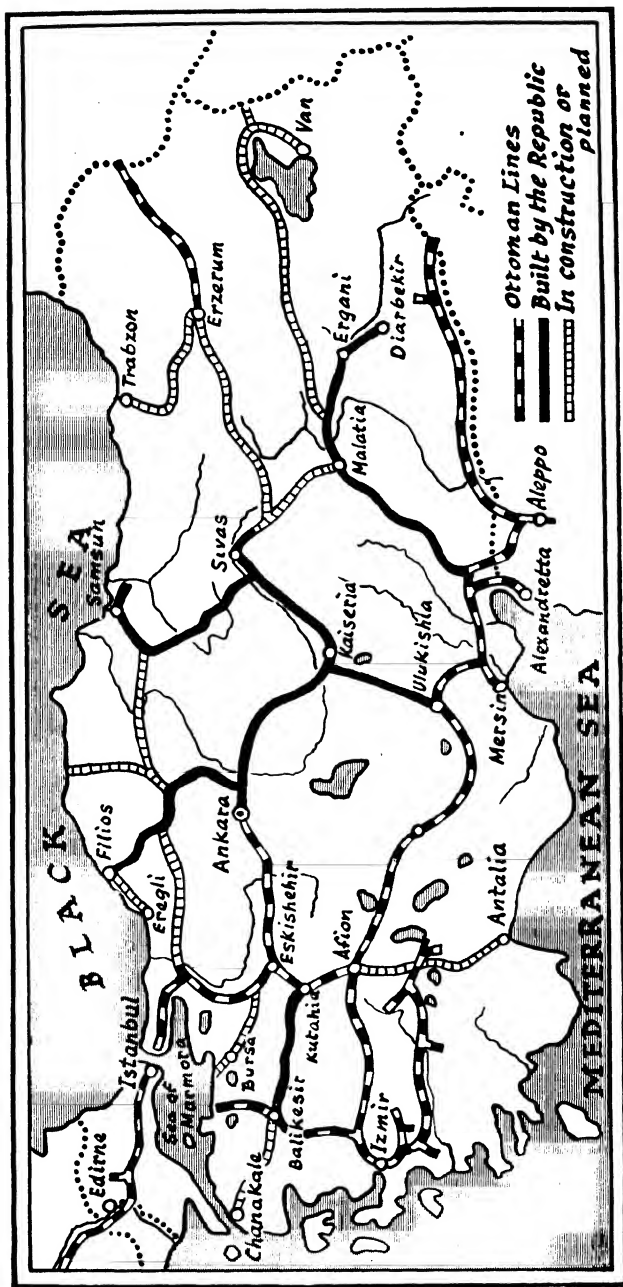 BLACK SEA
Edirne
Istanbul
Sea of
Marmora
Chanakale
Bursa
Balikesir
Kutahia
Eskishehir
Afion
Izmir
Antalia
Eregli
Filios
Ankara
Samsun
Sivas
Kaiseria
Ulukishla
Mersin
Alexandretta
Aleppo
Malatia
Ergani
Diarbekir
Trabzon
Erzerum
Van
MEDITERRANEAN SEA
Ottoman Lines
Built by the Republic
In construction or
planned